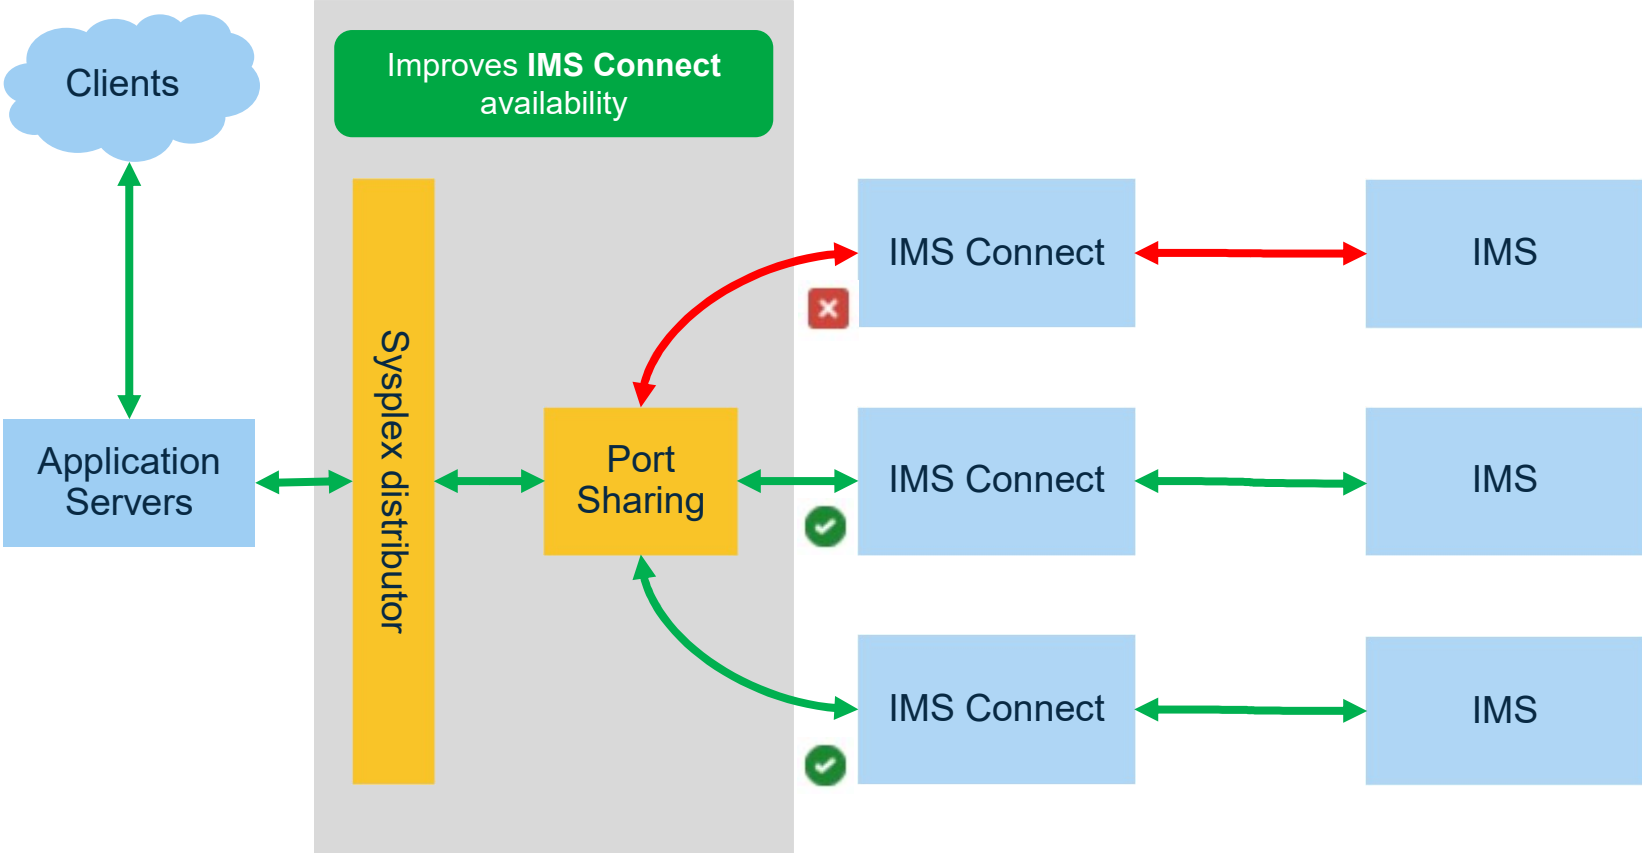 Clients
Improves IMS Connect
availability
Application
Servers
Sysplex distributor
Port
Sharing
IMS Connect
IMS
IMS Connect
IMS
IMS Connect
IMS